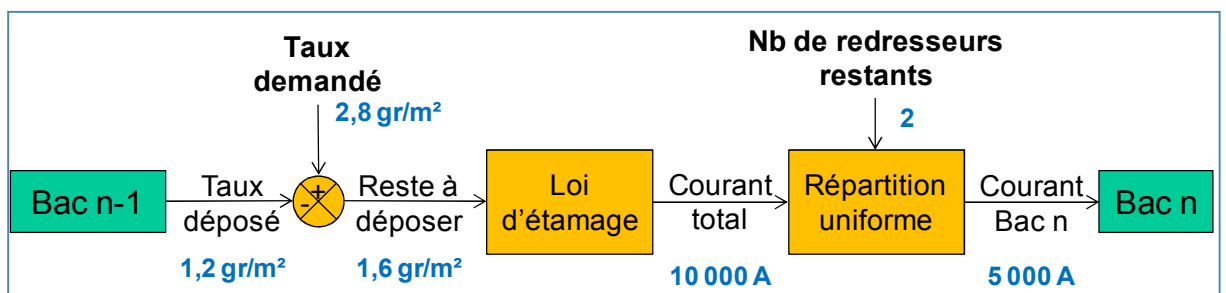 Taux
demandé
2,8 gr/m²
Nb de redresseurs
restants
2
Bac n-1
Taux
déposé
1,2 gr/m²
+
-
Reste à
déposer
1,6 gr/m²
Loi
d’étamage
Courant
total
10 000 A
Répartition
uniforme
Courant
Bac n
5 000 A
Bac n